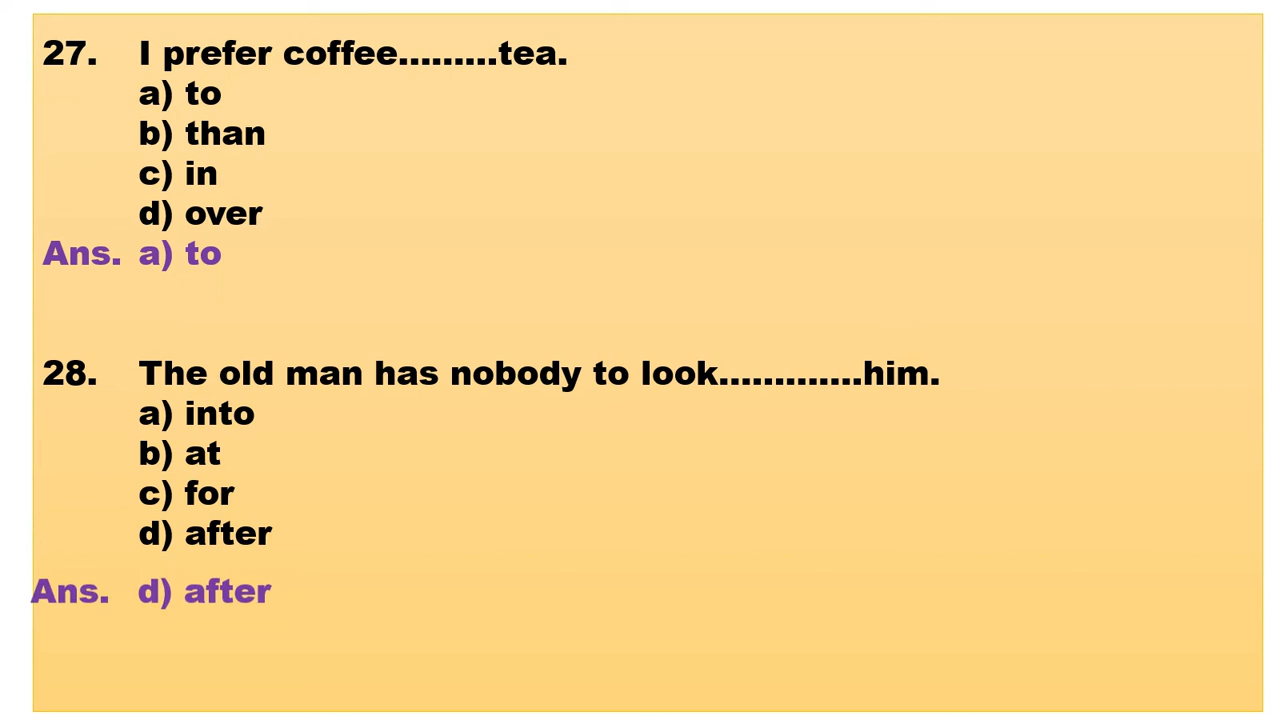 27. I prefer coffee.........tea.
a) to
b) than
c) in
d) over
Ans. a) to
28. The old man has nobody to look.............him.
a) into
b) at
c) for
d) after
Ans. d) after